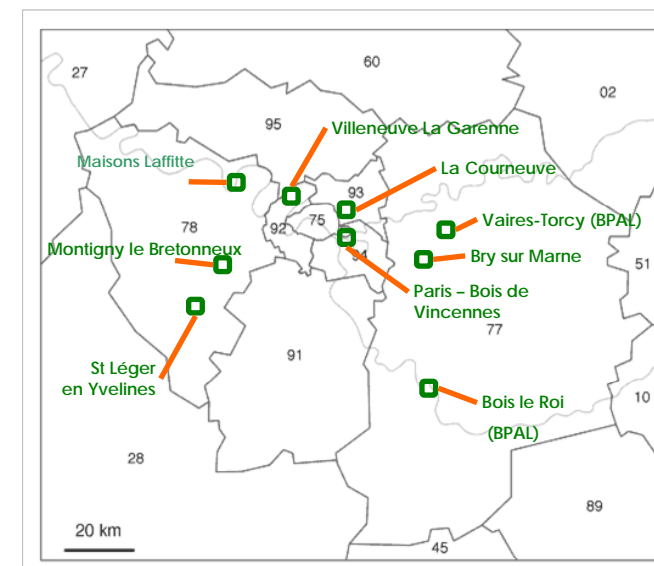 60
27
02
95
Villeneuve La Garenne
Maisons Laffitte
La Courneuve
93
78
92
75
Vaires-Torcy (BPAL)
Montigny le Bretonneux
94
Bry sur Marne
51
Paris – Bois de
Vincennes
77
91
St Léger
en Yvelines
Bois le Roi
(BPAL)
10
28
89
20 km
45